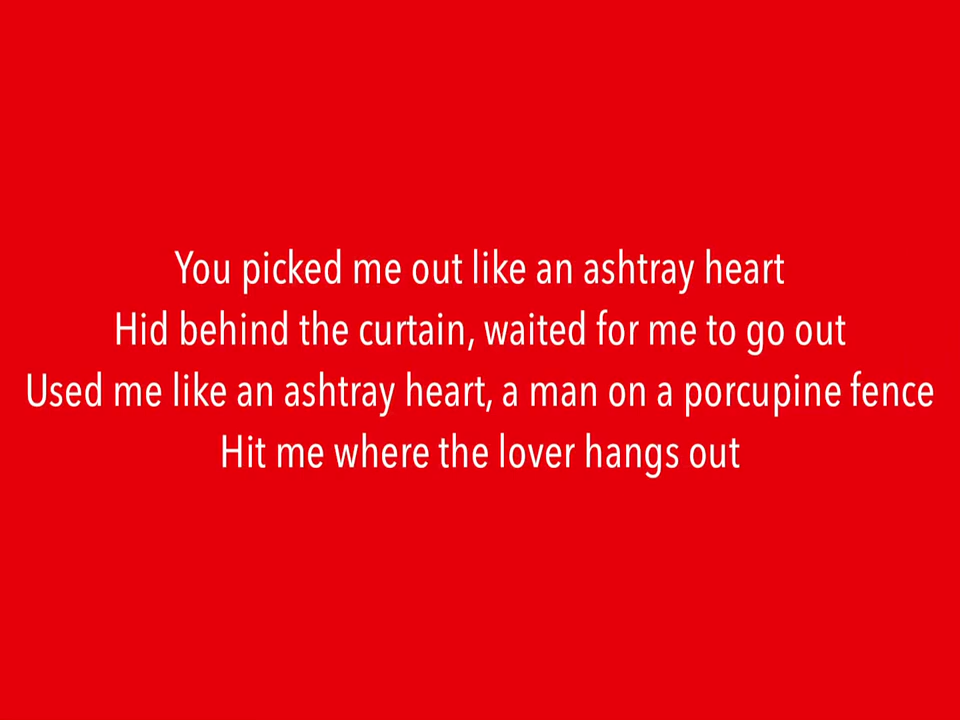 You picked me out like an ashtray heart
Hid behind the curtain, waited for me to go out
Used me like an ashtray heart, a man on a porcupine fence
Hit me where the lover hangs out